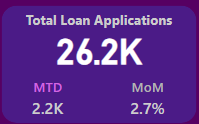 Total Loan Applications
26.2K
MTD MoM
2.2K 2.7%